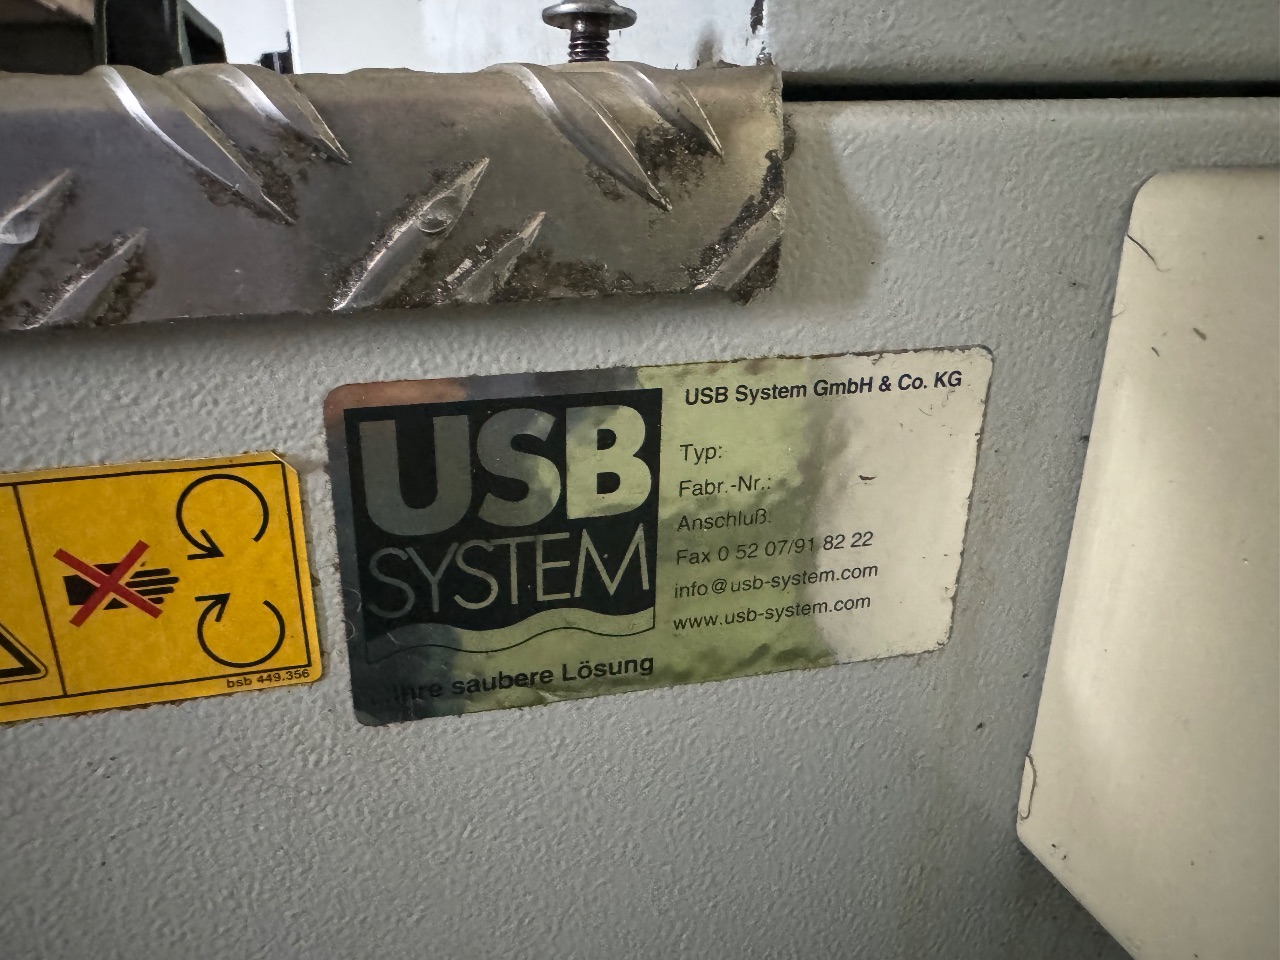 USB
SYSTEM
...Ihre saubere Lösung
USB System GmbH & Co. KG
Typ:
Fabr.-Nr.:
Anschluß:
Fax 0 52 07/91 82 22
info@usb-system.com
www.usb-system.com
bsb 449.356